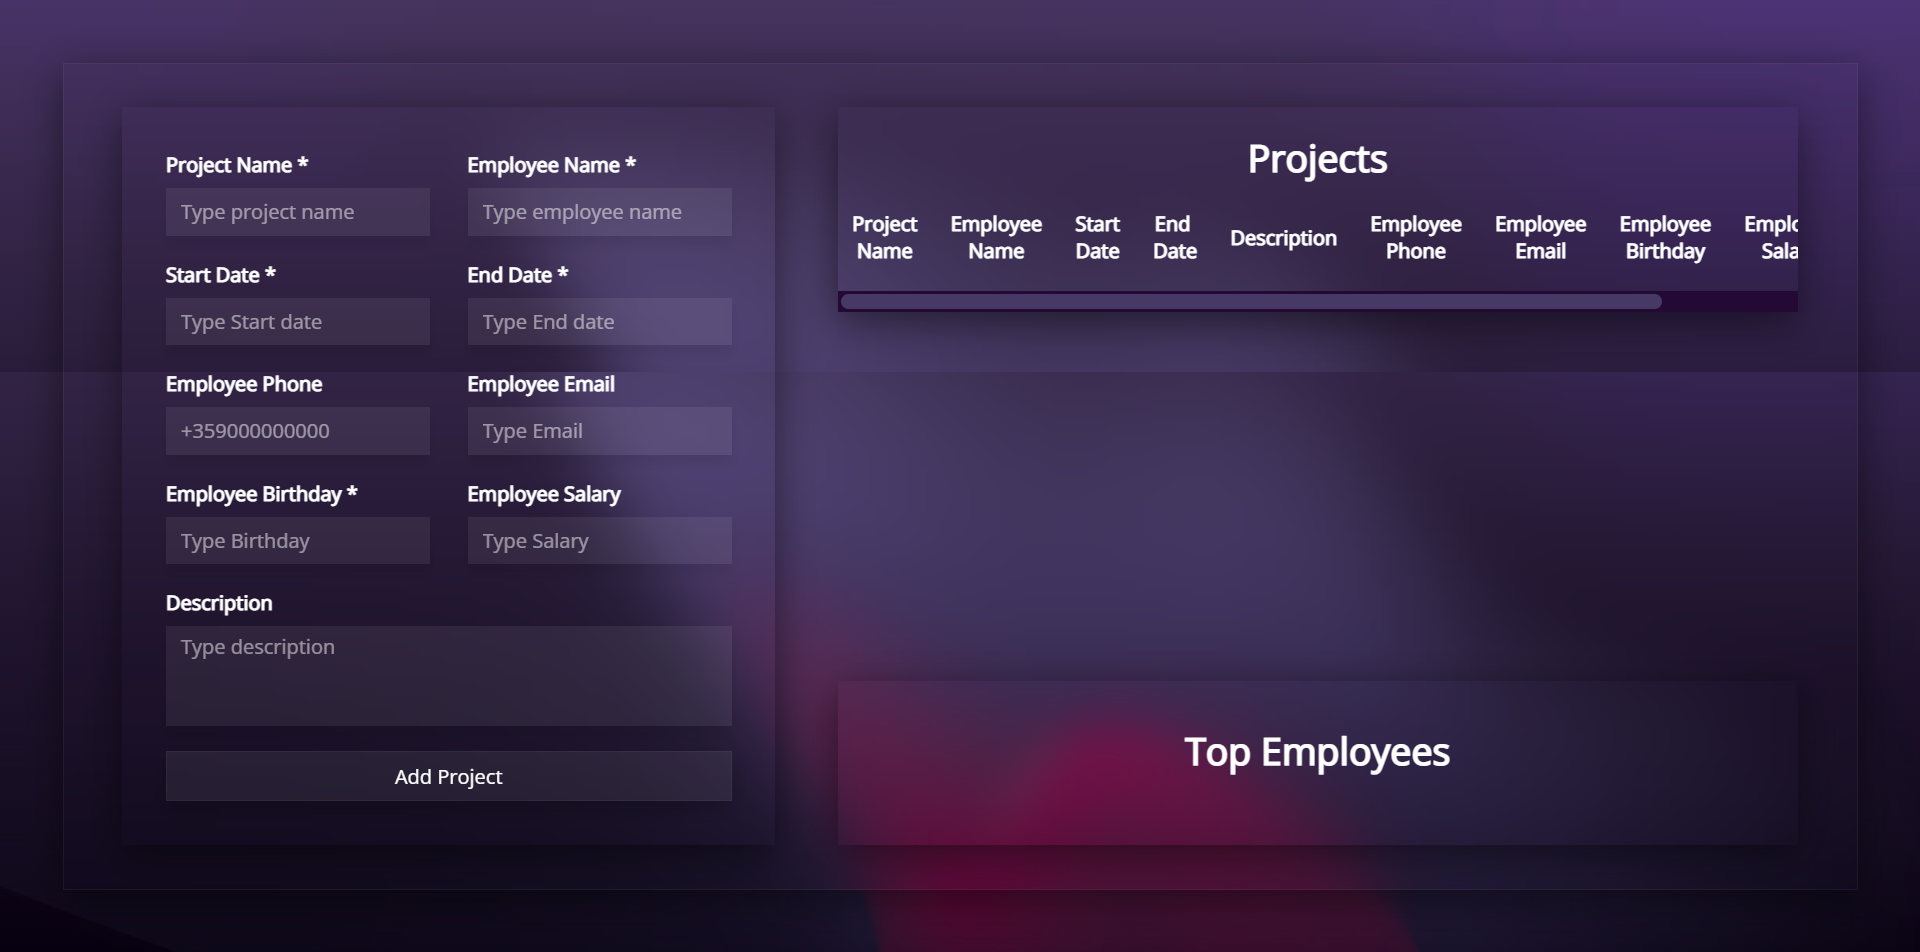 Project Name *
Employee Name *
Type project name
Type employee name
Start Date *
End Date *
Type Start date
Type End date
Employee Phone
Employee Email
+359000000000
Type Email
Employee Birthday *
Employee Salary
Type Birthday
Type Salary
Description
Type description
Add Project
Projects
Project Name
Employee Name
Start Date
End Date
Description
Employee Phone
Employee Email
Employee Birthday
Emplo
Sala
Top Employees